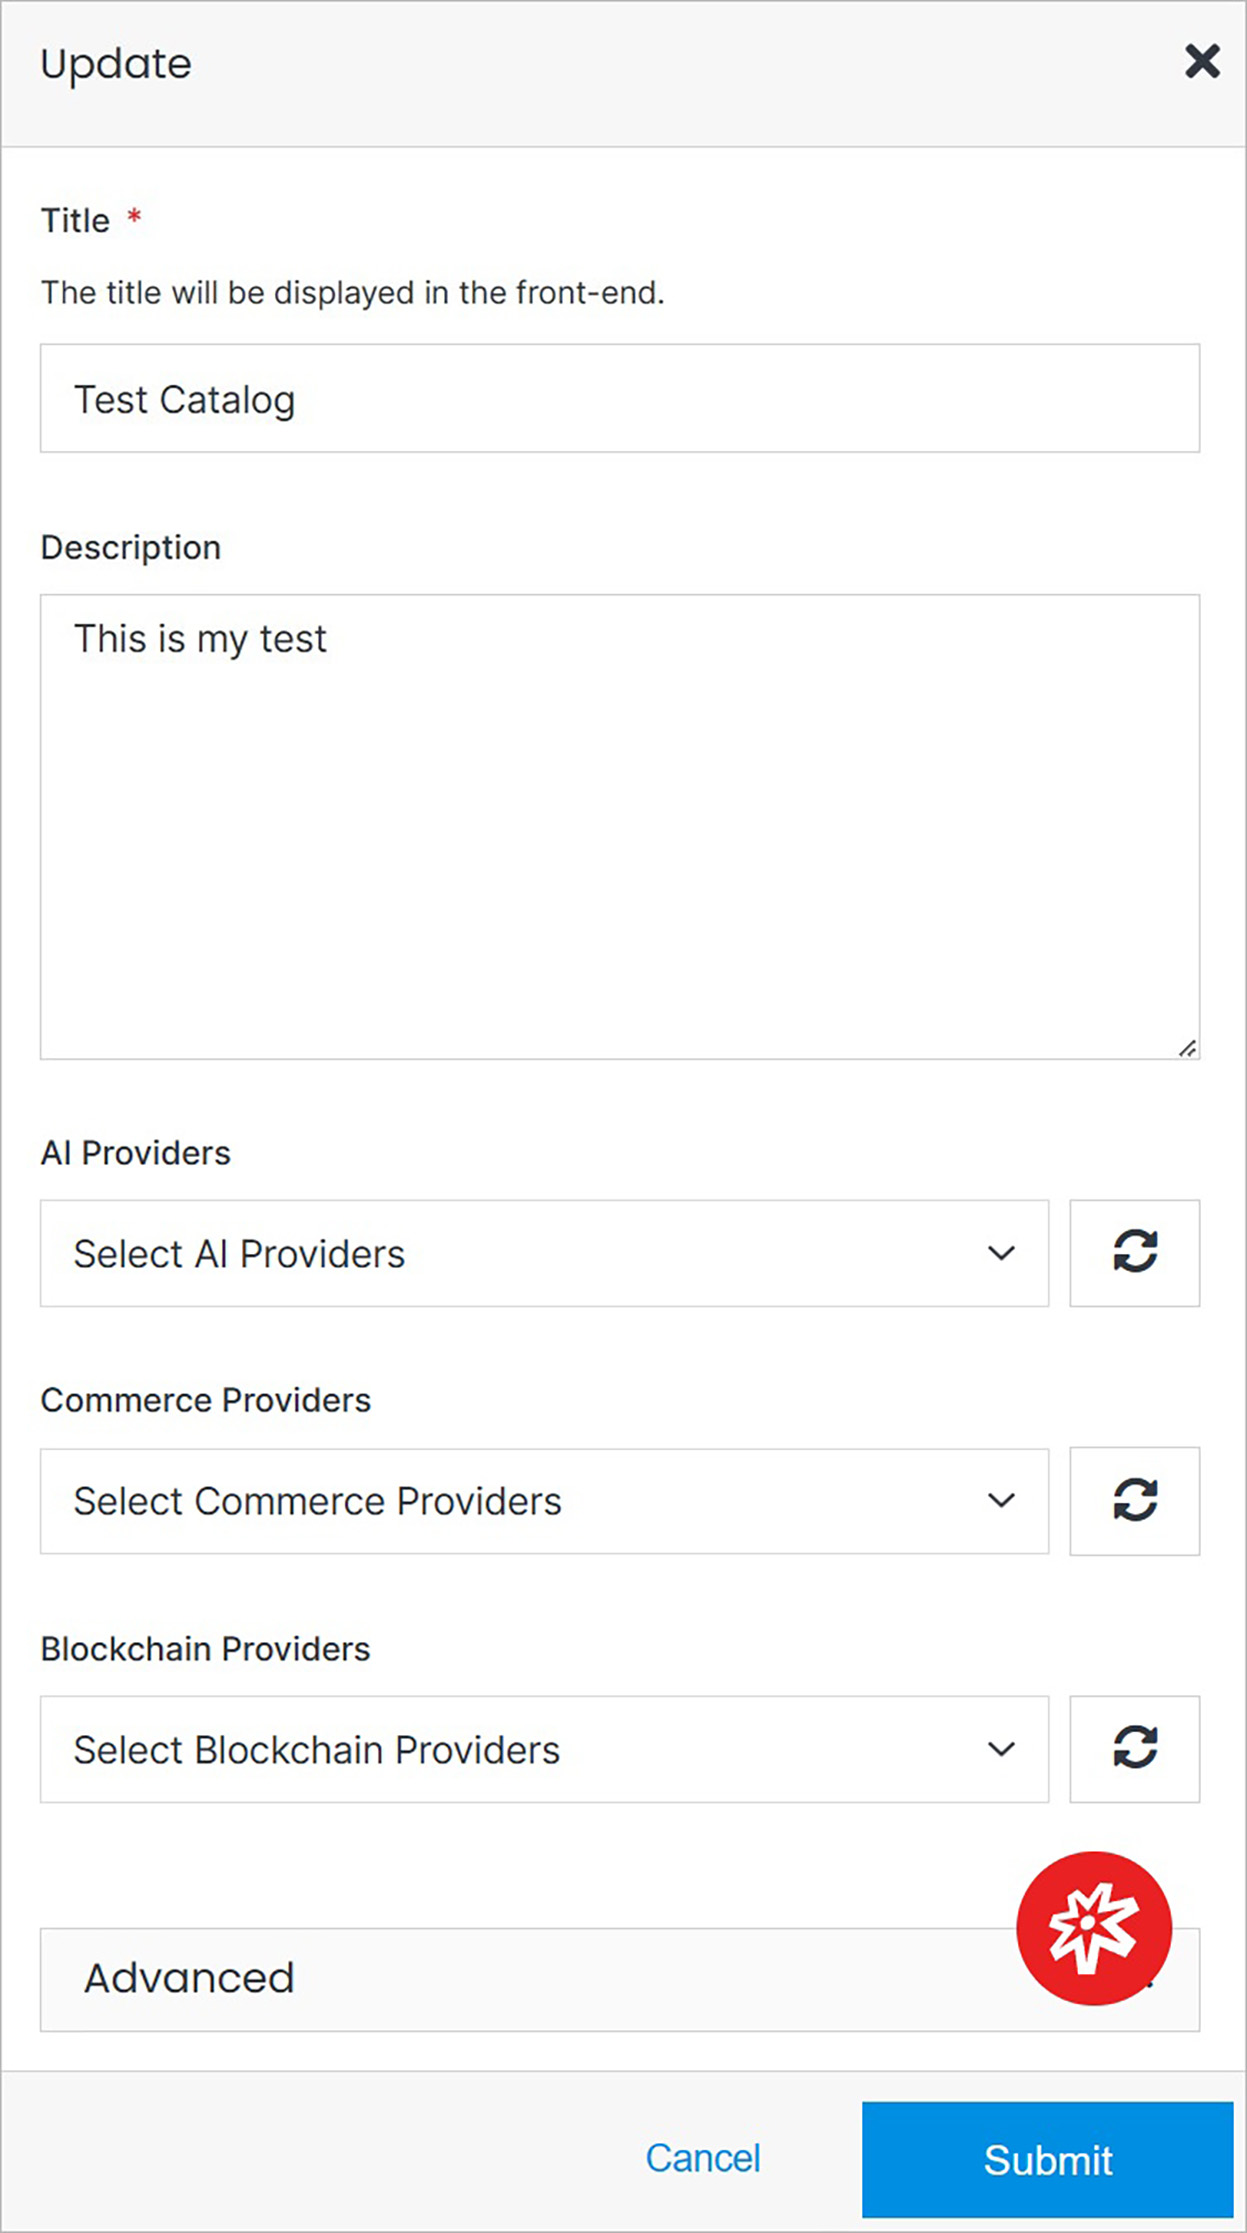 Update
Title *
The title will be displayed in the front-end.
Test Catalog
Description
This is my test
AI Providers
Select AI Providers
Commerce Providers
Select Commerce Providers
Blockchain Providers
Select Blockchain Providers
Advanced
Cancel
Submit